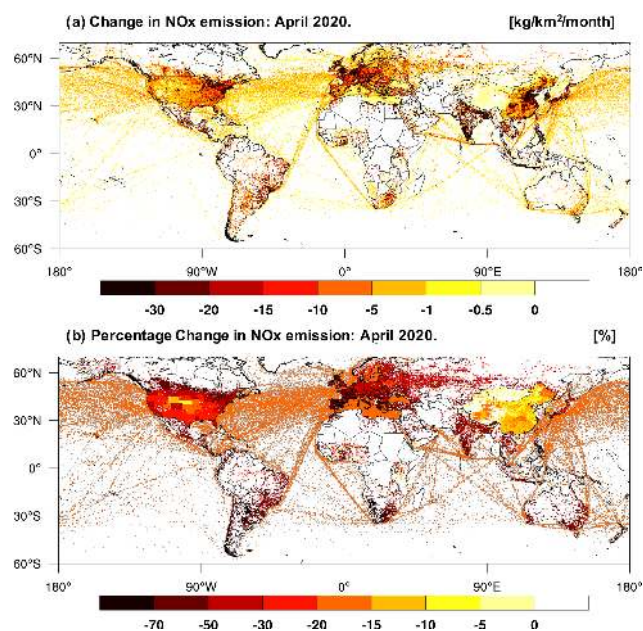 (a) Change in NOx emission: April 2020. [kg/km²/month]
60°N
30°N
0°
30°S
60°S
180° 90°W 0° 90°E 180°
-30 -20 -15 -10 -5 -1 -0.5 0
(b) Percentage Change in NOx emission: April 2020. [%]
60°N
30°N
0°
30°S
60°S
180° 90°W 0° 90°E 180°
-70 -50 -30 -20 -15 -10 -5 0